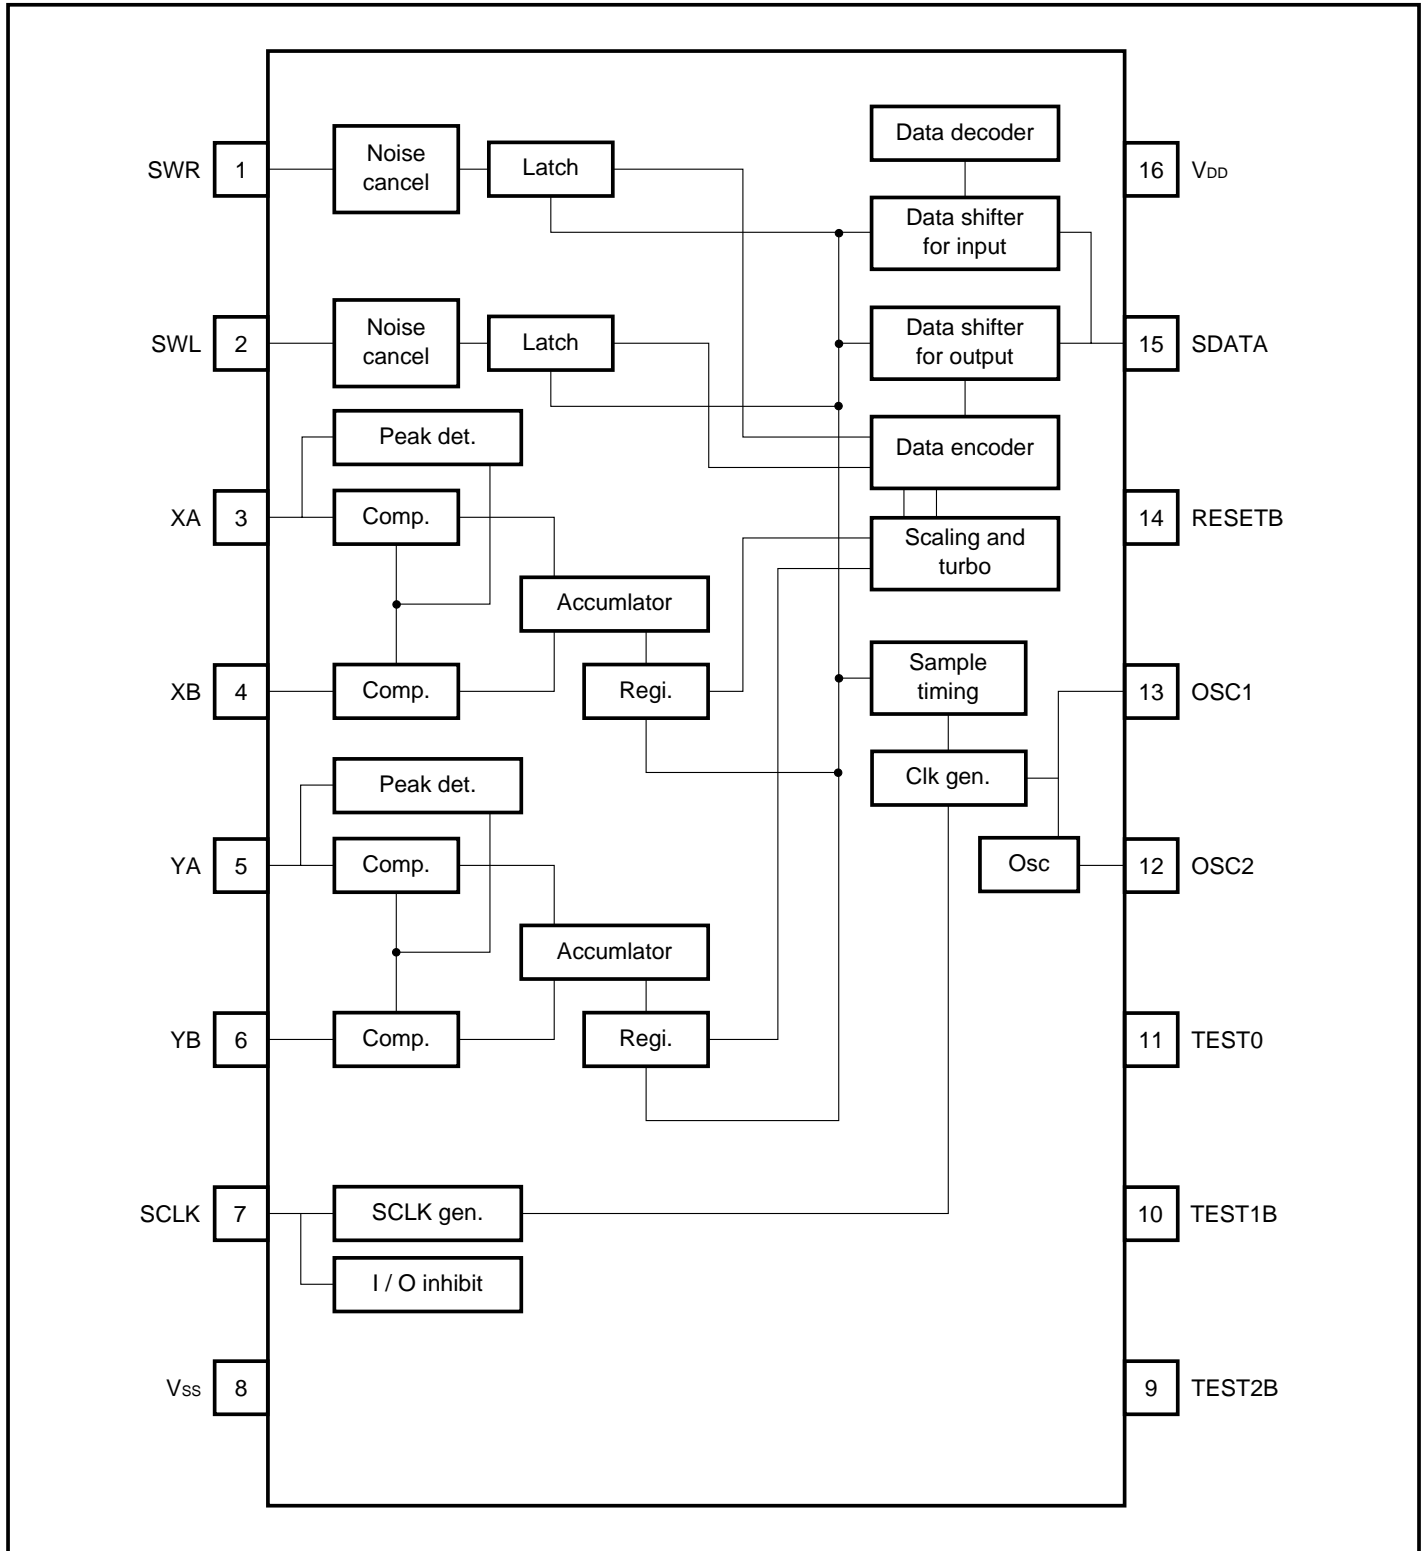 Data decoder
SWR 1
Noise
cancel
Latch
16 VDD
Data shifter
for input
SWL 2
Noise
cancel
Latch
Data shifter
for output
15 SDATA
Peak det.
Data encoder
XA 3
Comp.
14 RESETB
Scaling and
turbo
Accumlator
XB 4
Comp.
Regi.
Sample
timing
13 OSC1
Peak det.
Clk gen.
YA 5
Comp.
Osc
12 OSC2
Accumlator
YB 6
Comp.
Regi.
11 TEST0
SCLK 7
SCLK gen.
10 TEST1B
I / O inhibit
VSS 8
9 TEST2B